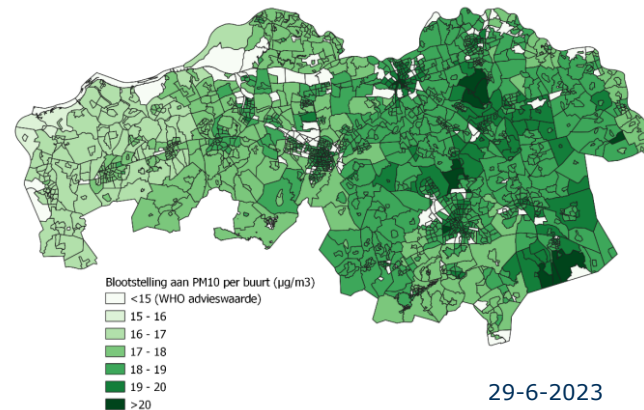 Blootstelling aan PM10 per buurt (µg/m3)
<15 (WHO advieswaarde)
15 - 16
16 - 17
17 - 18
18 - 19
19 - 20
>20
29-6-2023